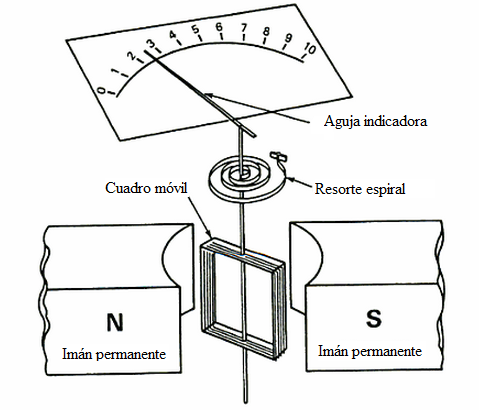 0 1 2 3 4 5 6 7 8 9 10
Aguja indicadora
Cuadro móvil
Resorte espiral
N
Imán permanente
S
Imán permanente